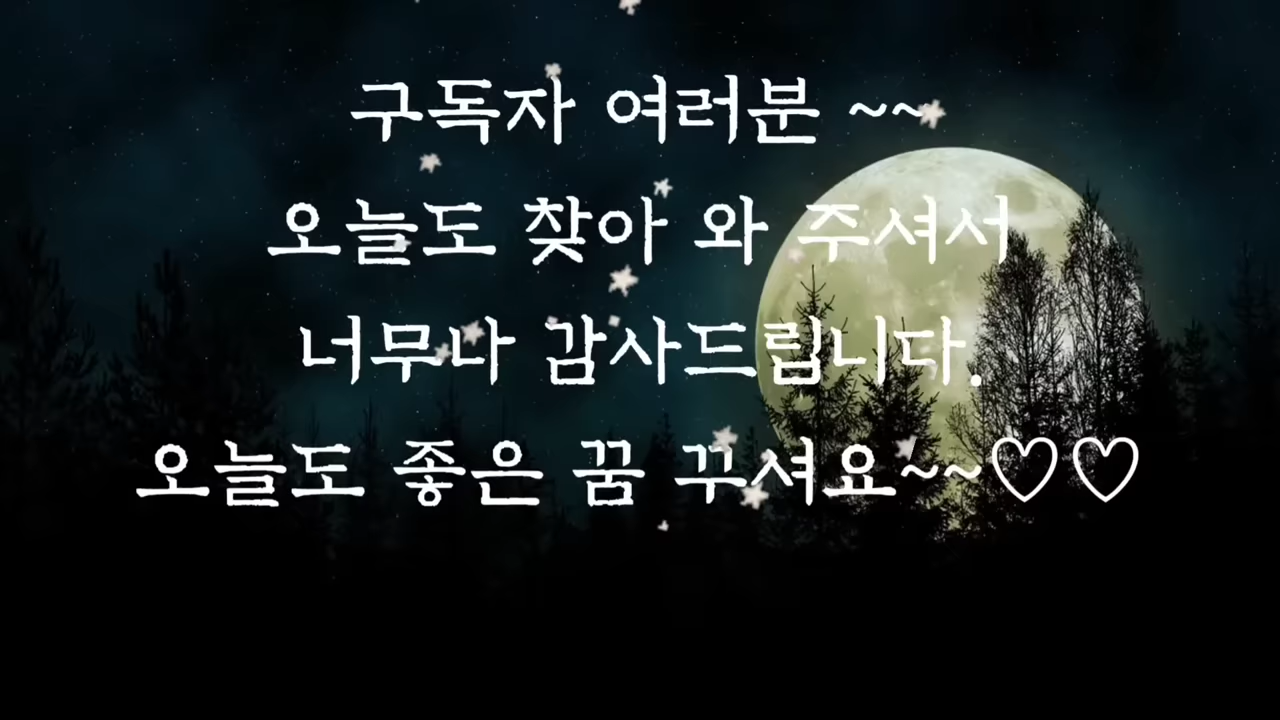 구독자 여러분 ~~
오늘도 찾아 와 주셔서
너무나 감사드립니다.
오늘도 좋은 꿈 꾸셔요~~♡♡